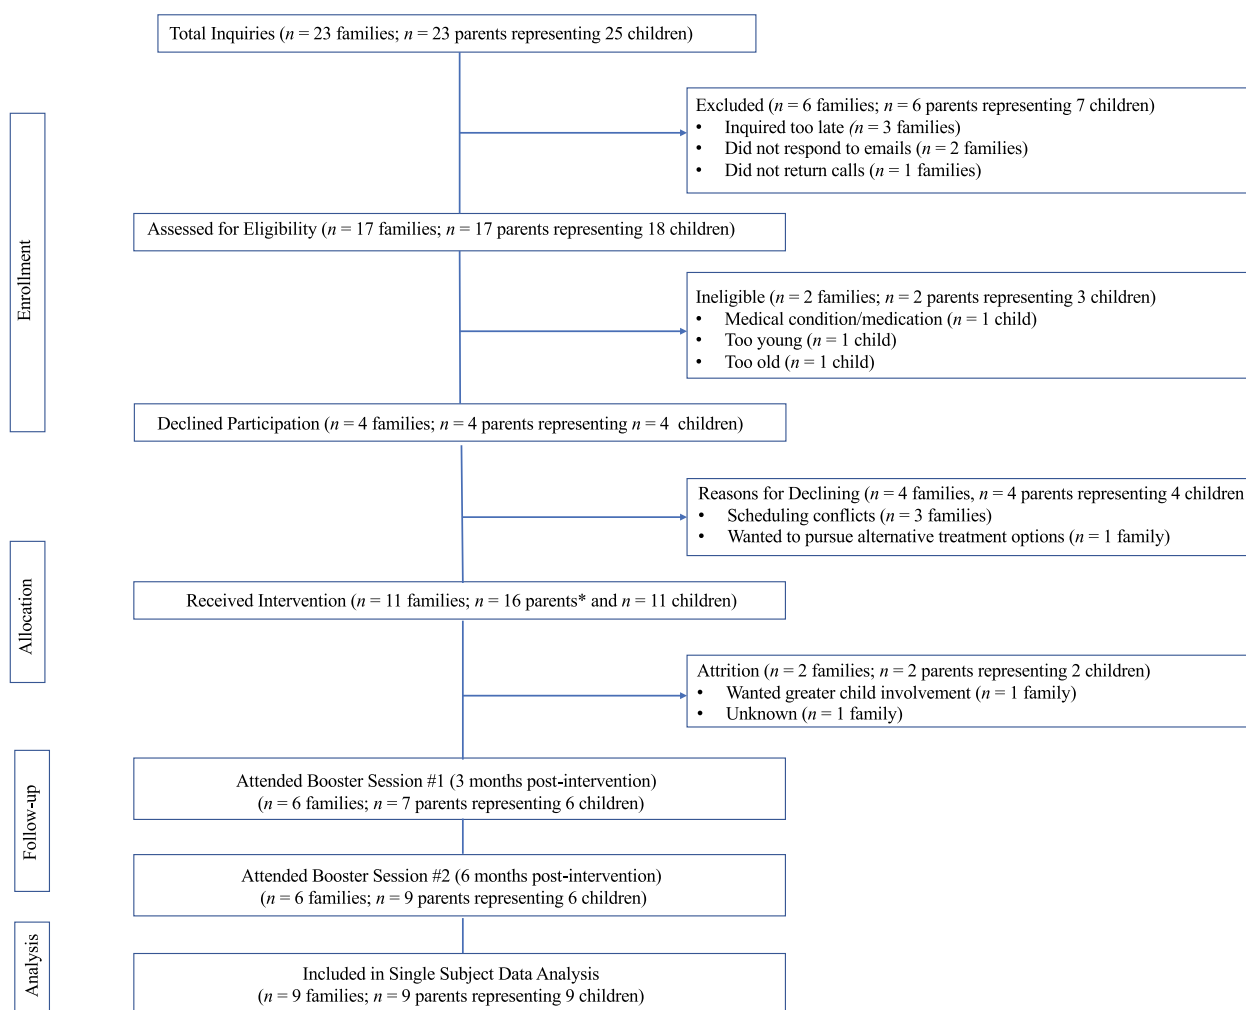 Total Inquiries (n = 23 families; n = 23 parents representing 25 children)
Excluded (n = 6 families; n = 6 parents representing 7 children)
• Inquired too late (n = 3 families)
• Did not respond to emails (n = 2 families)
• Did not return calls (n = 1 families)
Enrollment
Assessed for Eligibility (n = 17 families; n = 17 parents representing 18 children)
Ineligible (n = 2 families; n = 2 parents representing 3 children)
• Medical condition/medication (n = 1 child)
• Too young (n = 1 child)
• Too old (n = 1 child)
Declined Participation (n = 4 families; n = 4 parents representing n = 4 children)
Reasons for Declining (n = 4 families, n = 4 parents representing 4 children
• Scheduling conflicts (n = 3 families)
• Wanted to pursue alternative treatment options (n = 1 family)
Allocation
Received Intervention (n = 11 families; n = 16 parents* and n = 11 children)
Attrition (n = 2 families; n = 2 parents representing 2 children)
• Wanted greater child involvement (n = 1 family)
• Unknown (n = 1 family)
Follow-up
Attended Booster Session #1 (3 months post-intervention)
(n = 6 families; n = 7 parents representing 6 children)
Attended Booster Session #2 (6 months post-intervention)
(n = 6 families; n = 9 parents representing 6 children)
Analysis
Included in Single Subject Data Analysis
(n = 9 families; n = 9 parents representing 9 children)